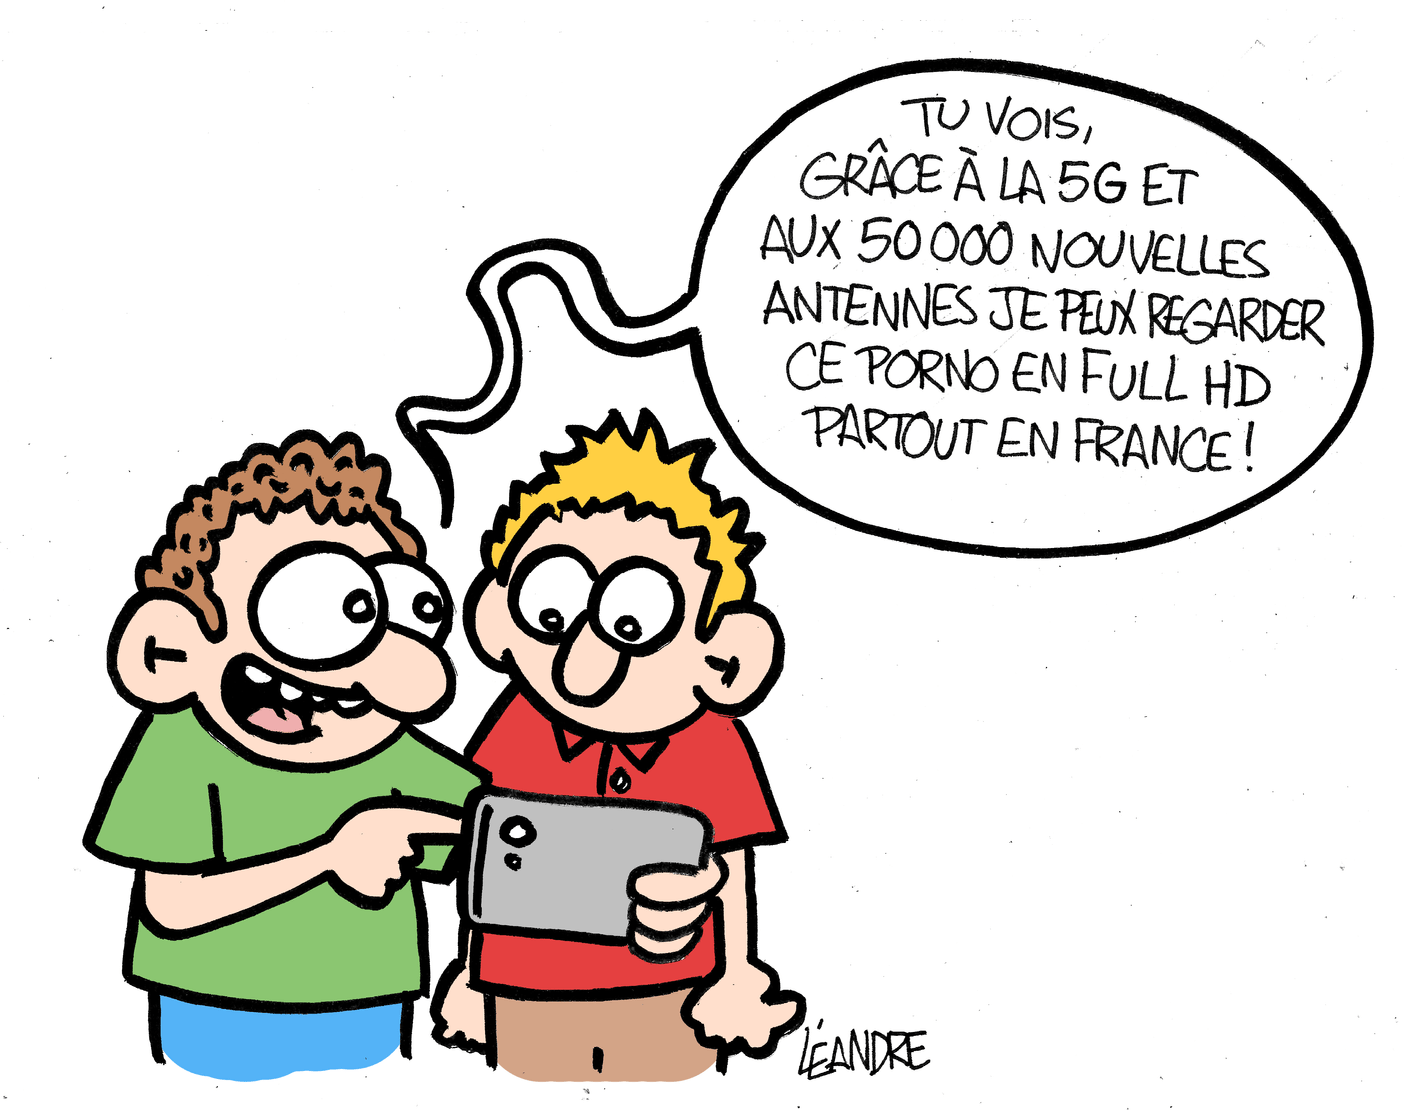 TU VOIS,
GRÂCE À LA 5G ET
AUX 50 000 NOUVELLES
ANTENNES JE PEUX REGARDER
CE PORNO EN FULL HD
PARTOUT EN FRANCE !
LÉANDRE